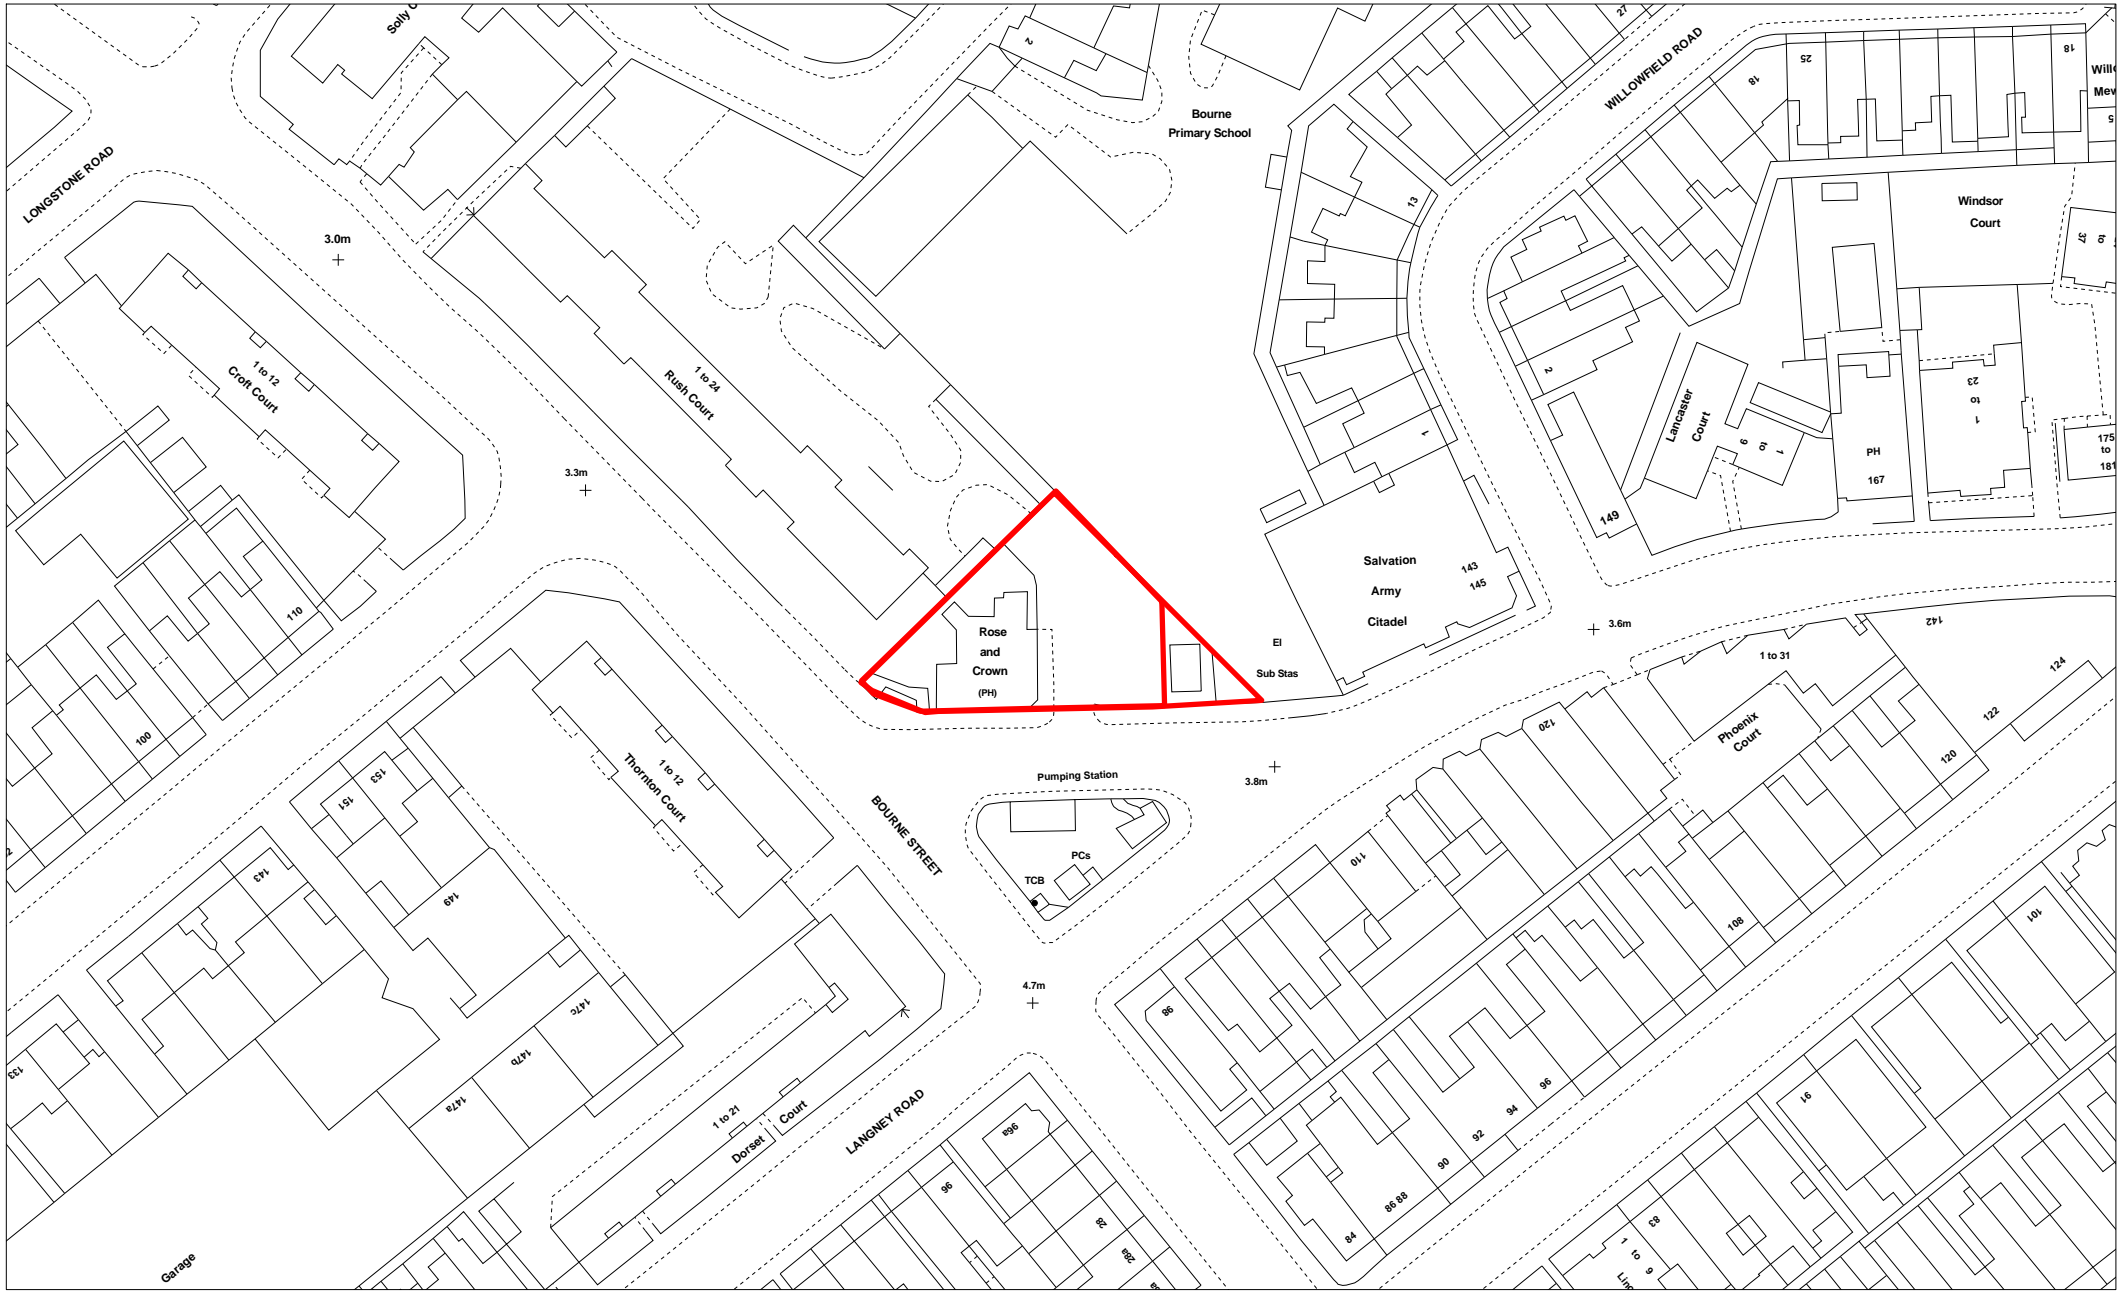 Solly
2
27
WILLOWFIELD ROAD
18
25
18
Bourne
Primary School
5
LONGSTONE ROAD
13
Windsor
Court
37
to
3.0m
1 to 12
Croft Court
1 to 24
Rush Court
2
Lancaster
Court
1
to
9
1
to
23
1
PH
167
175
to
181
3.3m
149
Salvation
Army
Citadel
143
145
110
Rose
and
Crown
(PH)
El
Sub Stas
3.6m
142
1 to 31
124
122
120
Phoenix
Court
120
100
153
151
1 to 12
Thornton Court
3.8m
Pumping Station
BOURNE STREET
PCs
TCB
110
143
149
108
101
4.7m
98
147c
147b
147a
133
96
94
92
90
86 88
84
91
1 to 21
Dorset
Court
LANGNEY ROAD
96a
96
28
28a
83
1
to
9
Garage